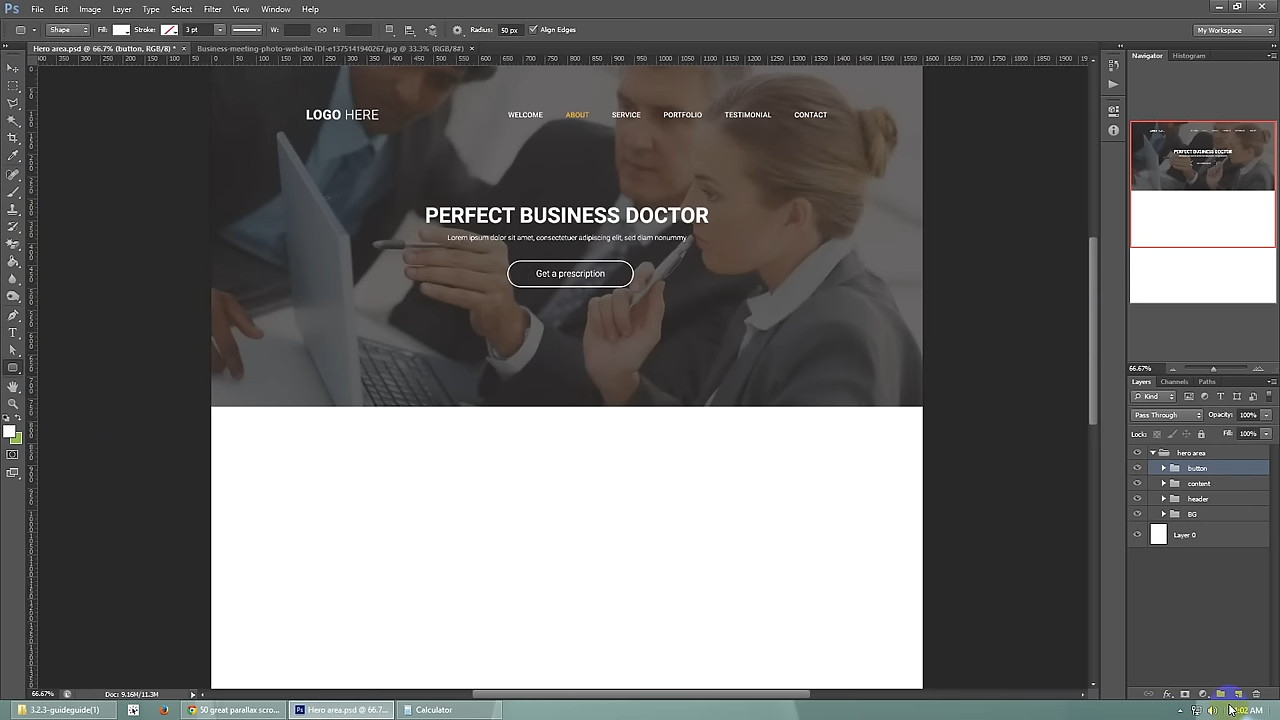 Ps File Edit Image Layer Type Select Filter View Window Help
Shape Fill: Stroke: 3 pt W: H: Radius: 50 px Align Edges My Workspace
Hero area.psd @ 66.7% (button, RGB/8) * × Business-meeting-photo-website-IDI-e1375141940267.jpg @ 33.3% (RGB/8#) ×
Navigator Histogram
LOGO HERE WELCOME ABOUT SERVICE PORTFOLIO TESTIMONIAL CONTACT
PERFECT BUSINESS DOCTOR
Lorem ipsum dolor sit amet, consectetuer adipiscing elit, sed diam nonummy
Get a prescription
66.67%
Layers Channels Paths
Kind
Pass Through Opacity: 100%
Lock: Fill: 100%
hero area
button
content
header
BG
Layer 0
66.67% Doc: 9.16M/11.3M
3.2.3-guideguide(1) 50 great parallax scro... Hero area.psd @ 66.7... Calculator